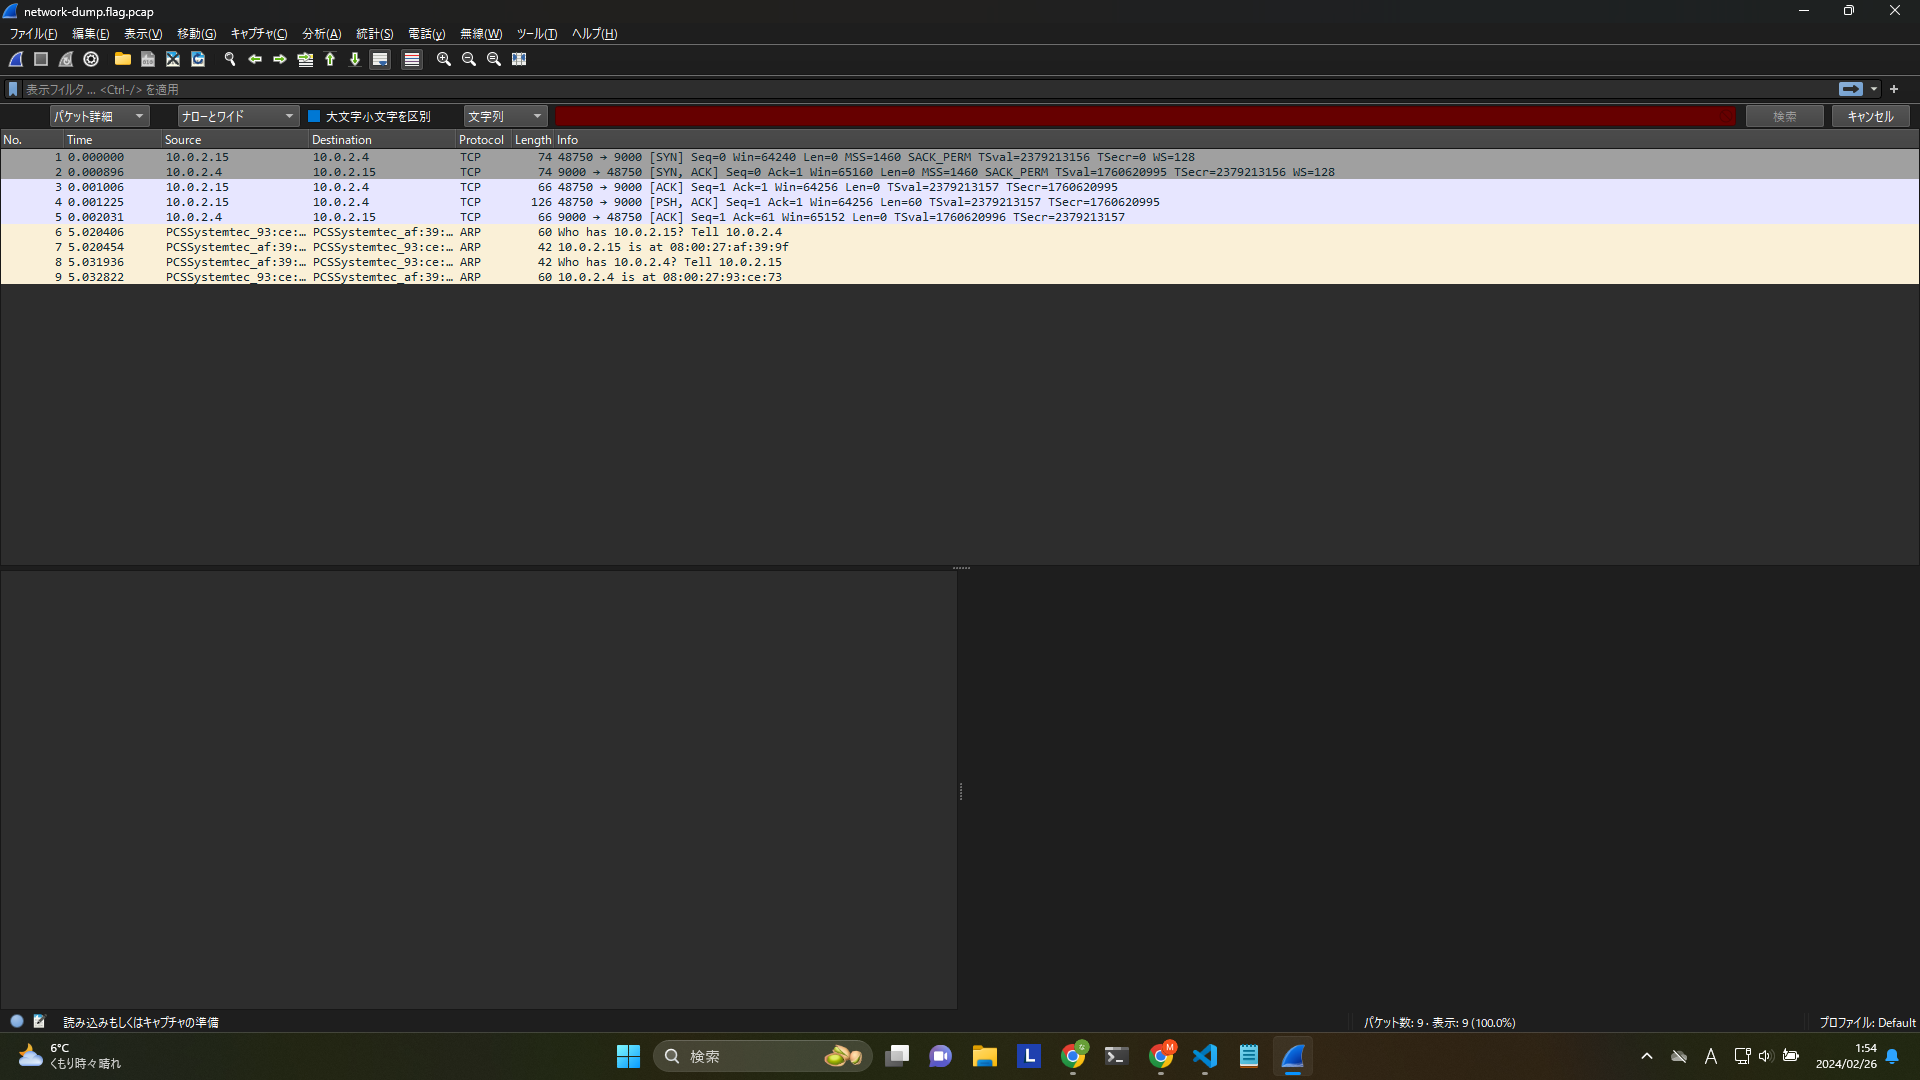 network-dump.flag.pcap
ファイル(F) 編集(E) 表示(V) 移動(G) キャプチャ(C) 分析(A) 統計(S) 電話(y) 無線(W) ツール(T) ヘルプ(H)
表示フィルタ ... <Ctrl-/> を適用
パケット詳細 ナローとワイド 大文字小文字を区別 文字列 検索 キャンセル
No. Time Source Destination Protocol Length Info
1 0.000000 10.0.2.15 10.0.2.4 TCP 74 48750 → 9000 [SYN] Seq=0 Win=64240 Len=0 MSS=1460 SACK_PERM TSval=2379213156 TSecr=0 WS=128
2 0.000896 10.0.2.4 10.0.2.15 TCP 74 9000 → 48750 [SYN, ACK] Seq=0 Ack=1 Win=65160 Len=0 MSS=1460 SACK_PERM TSval=1760620995 TSecr=2379213156 WS=128
3 0.001006 10.0.2.15 10.0.2.4 TCP 66 48750 → 9000 [ACK] Seq=1 Ack=1 Win=64256 Len=0 TSval=2379213157 TSecr=1760620995
4 0.001225 10.0.2.15 10.0.2.4 TCP 126 48750 → 9000 [PSH, ACK] Seq=1 Ack=1 Win=64256 Len=60 TSval=2379213157 TSecr=1760620995
5 0.002031 10.0.2.4 10.0.2.15 TCP 66 9000 → 48750 [ACK] Seq=1 Ack=61 Win=65152 Len=0 TSval=1760620996 TSecr=2379213157
6 5.020406 PCSSystemtec_93:ce:… PCSSystemtec_af:39:… ARP 60 Who has 10.0.2.15? Tell 10.0.2.4
7 5.020454 PCSSystemtec_af:39:… PCSSystemtec_93:ce:… ARP 42 10.0.2.15 is at 08:00:27:af:39:9f
8 5.031936 PCSSystemtec_af:39:… PCSSystemtec_93:ce:… ARP 42 Who has 10.0.2.4? Tell 10.0.2.15
9 5.032822 PCSSystemtec_93:ce:… PCSSystemtec_af:39:… ARP 60 10.0.2.4 is at 08:00:27:93:ce:73
読み込みもしくはキャプチャの準備 パケット数: 9 · 表示: 9 (100.0%) プロファイル: Default
6°C
くもり時々晴れ
検索
L
M
A
1:54
2024/02/26